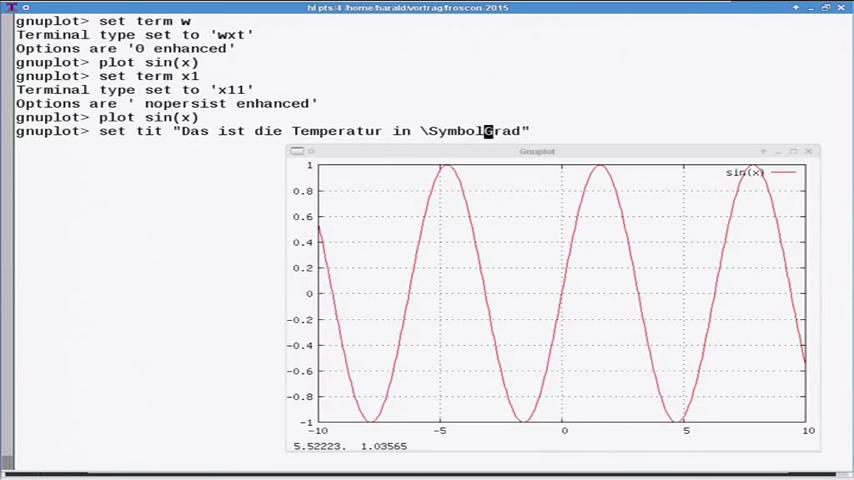 hl pts/4 /home/harald/vortrag/froscon-2015
gnuplot> set term w
Terminal type set to 'wxt'
Options are '0 enhanced'
gnuplot> plot sin(x)
gnuplot> set term x1
Terminal type set to 'x11'
Options are ' nopersist enhanced'
gnuplot> plot sin(x)
gnuplot> set tit "Das ist die Temperatur in \SymbolGrad"
Gnuplot
sin(x)
1
0.8
0.6
0.4
0.2
0
-0.2
-0.4
-0.6
-0.8
-1
-10 -5 0 5 10
5.52223, 1.03565